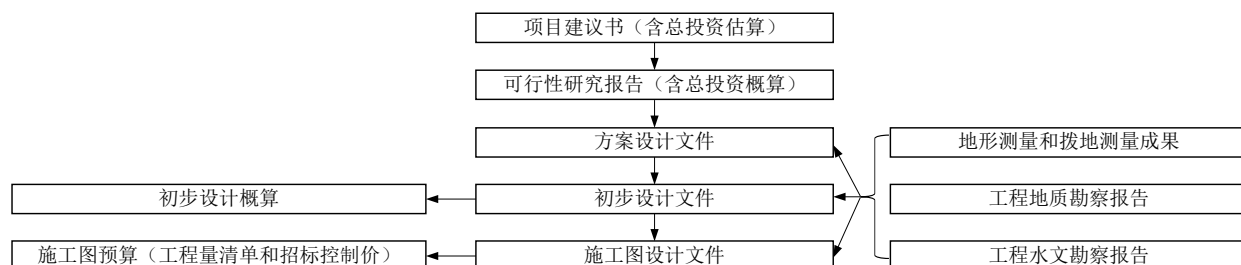 项目建议书（含总投资估算）
可行性研究报告（含总投资概算）
方案设计文件
地形测量和拨地测量成果
初步设计概算
初步设计文件
工程地质勘察报告
施工图预算（工程量清单和招标控制价）
施工图设计文件
工程水文勘察报告